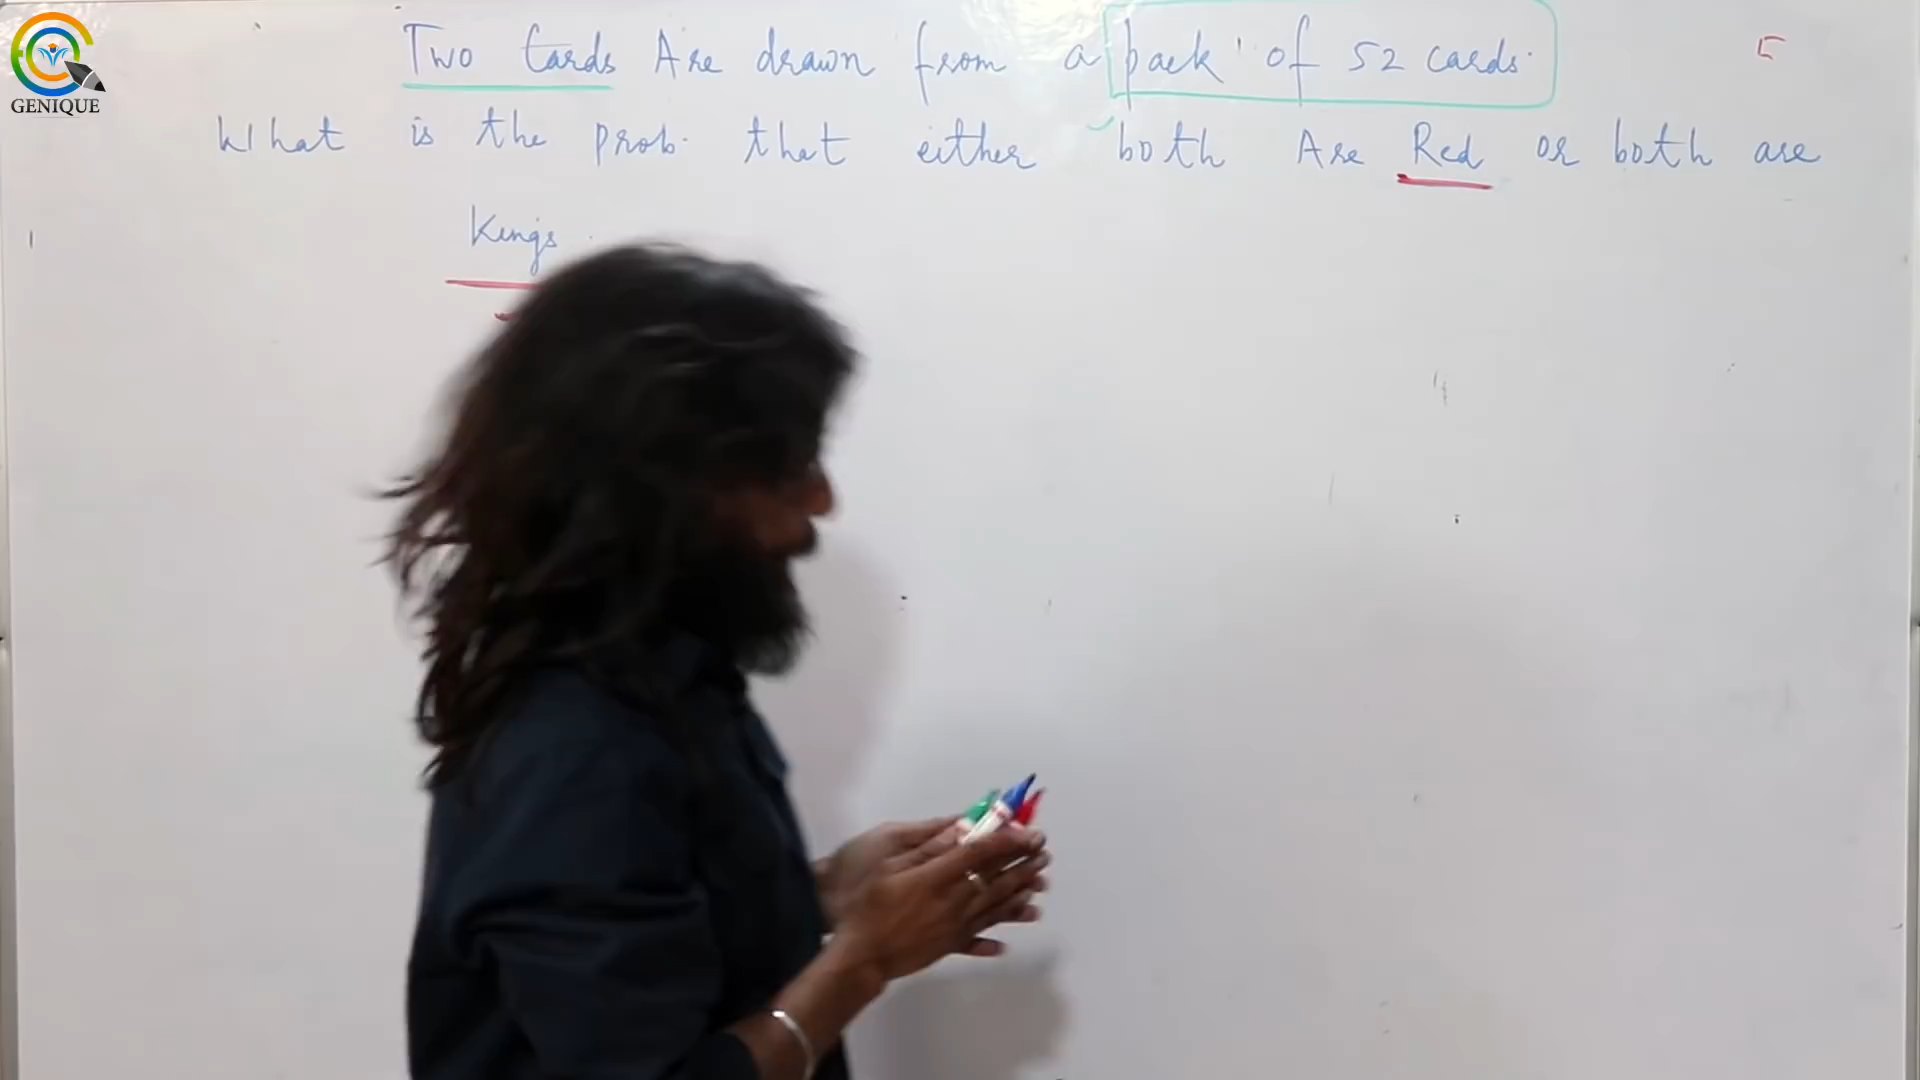 GENIQUE
Two Cards Are drawn from a pack of 52 cards.
What is the prob. that either both Are Red or both are
Kings